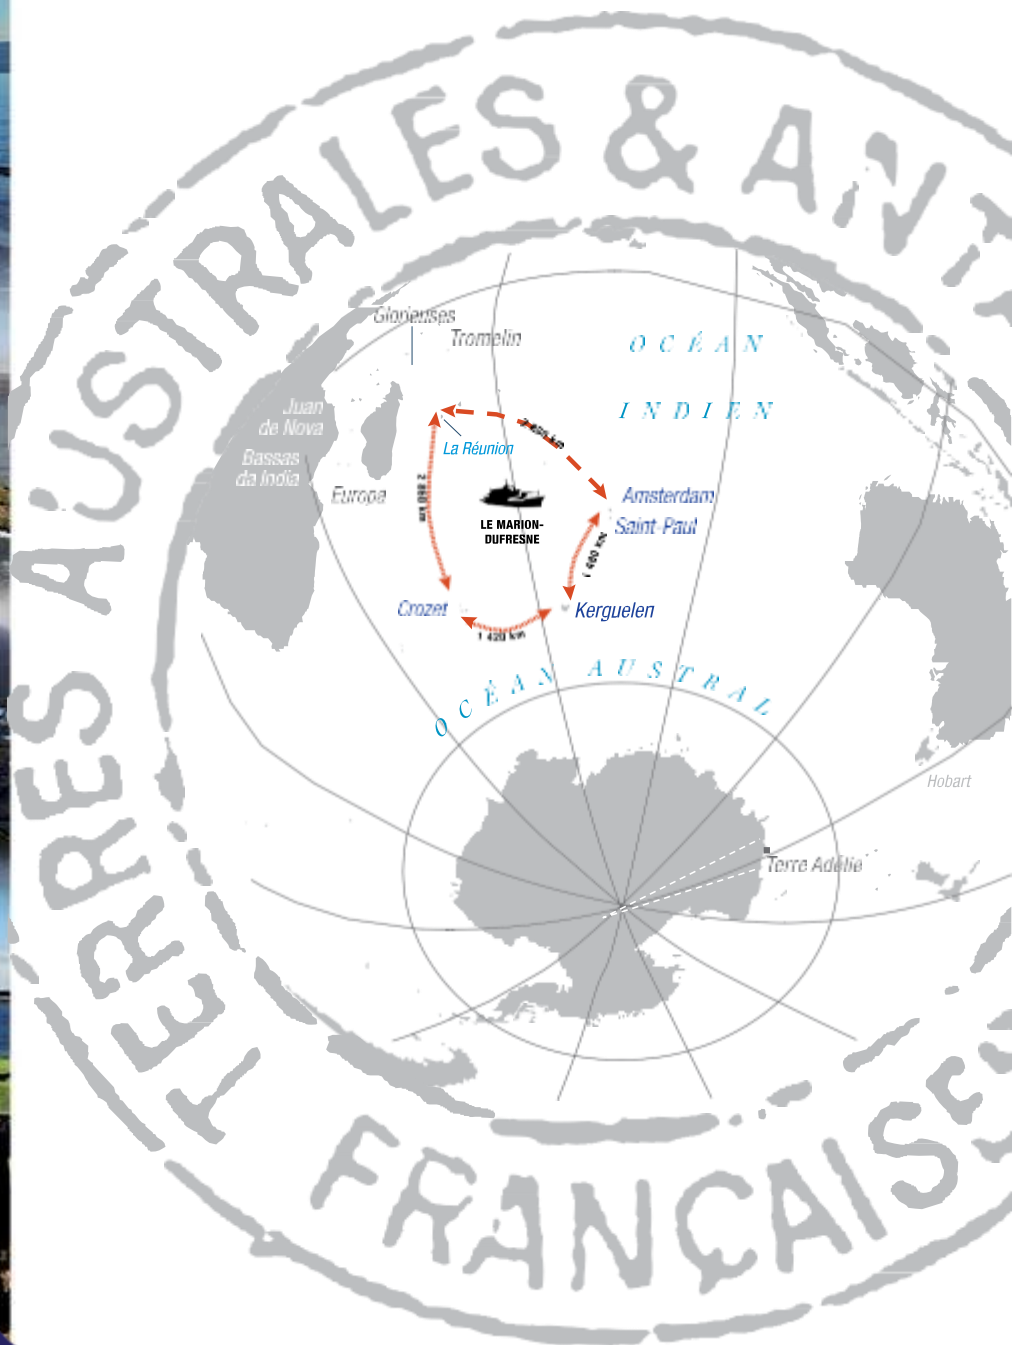 TERRES AUSTRALES & ANT
FRANÇAISES
Glorieuses
Tromelin
OCÉAN
INDIEN
Juan
de Nova
Bassas
da India
Europa
La Réunion
2 860 km
LE MARION-
DUFRESNE
Amsterdam
Saint-Paul
1 460 km
Crozet
Kerguelen
1 420 km
OCÉAN AUSTRAL
Hobart
Terre Adélie